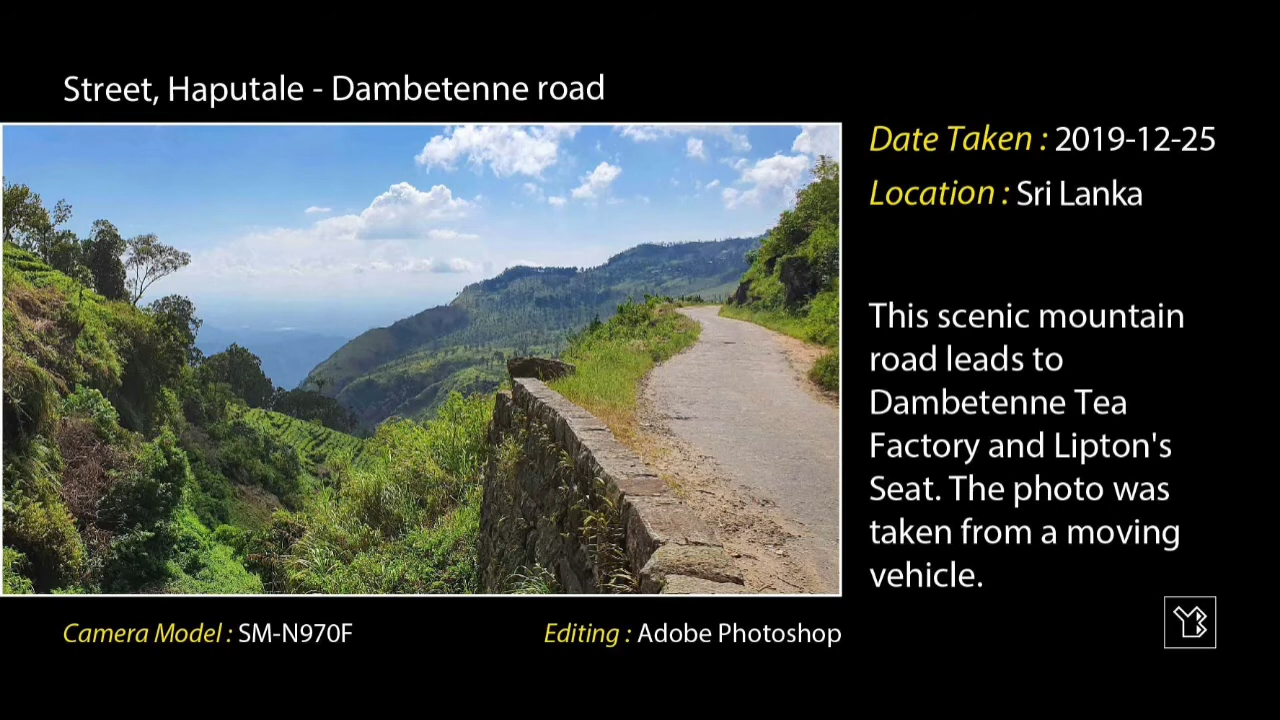 Street, Haputale - Dambetenne road
Date Taken : 2019-12-25
Location : Sri Lanka
This scenic mountain
road leads to
Dambetenne Tea
Factory and Lipton's
Seat. The photo was
taken from a moving
vehicle.
Camera Model : SM-N970F
Editing : Adobe Photoshop